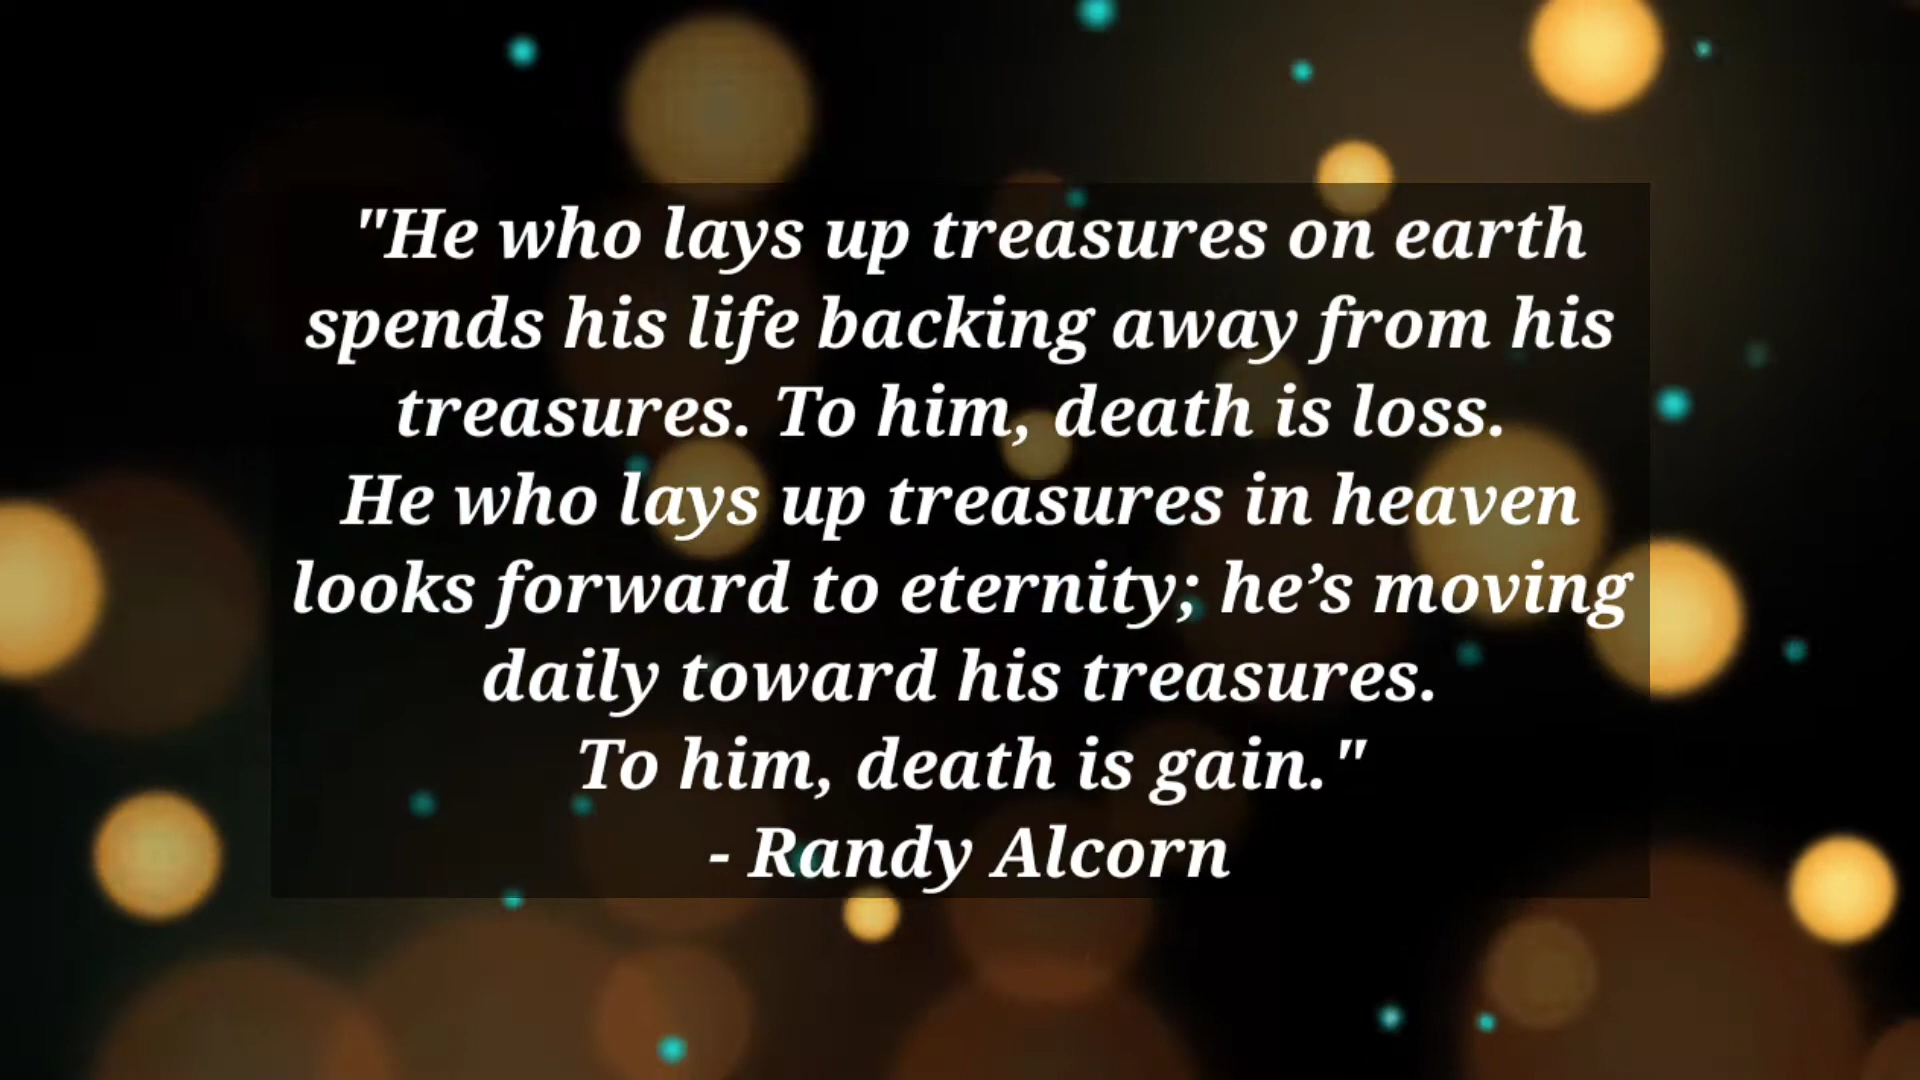 "He who lays up treasures on earth
spends his life backing away from his
treasures. To him, death is loss.
He who lays up treasures in heaven
looks forward to eternity; he’s moving
daily toward his treasures.
To him, death is gain."
- Randy Alcorn